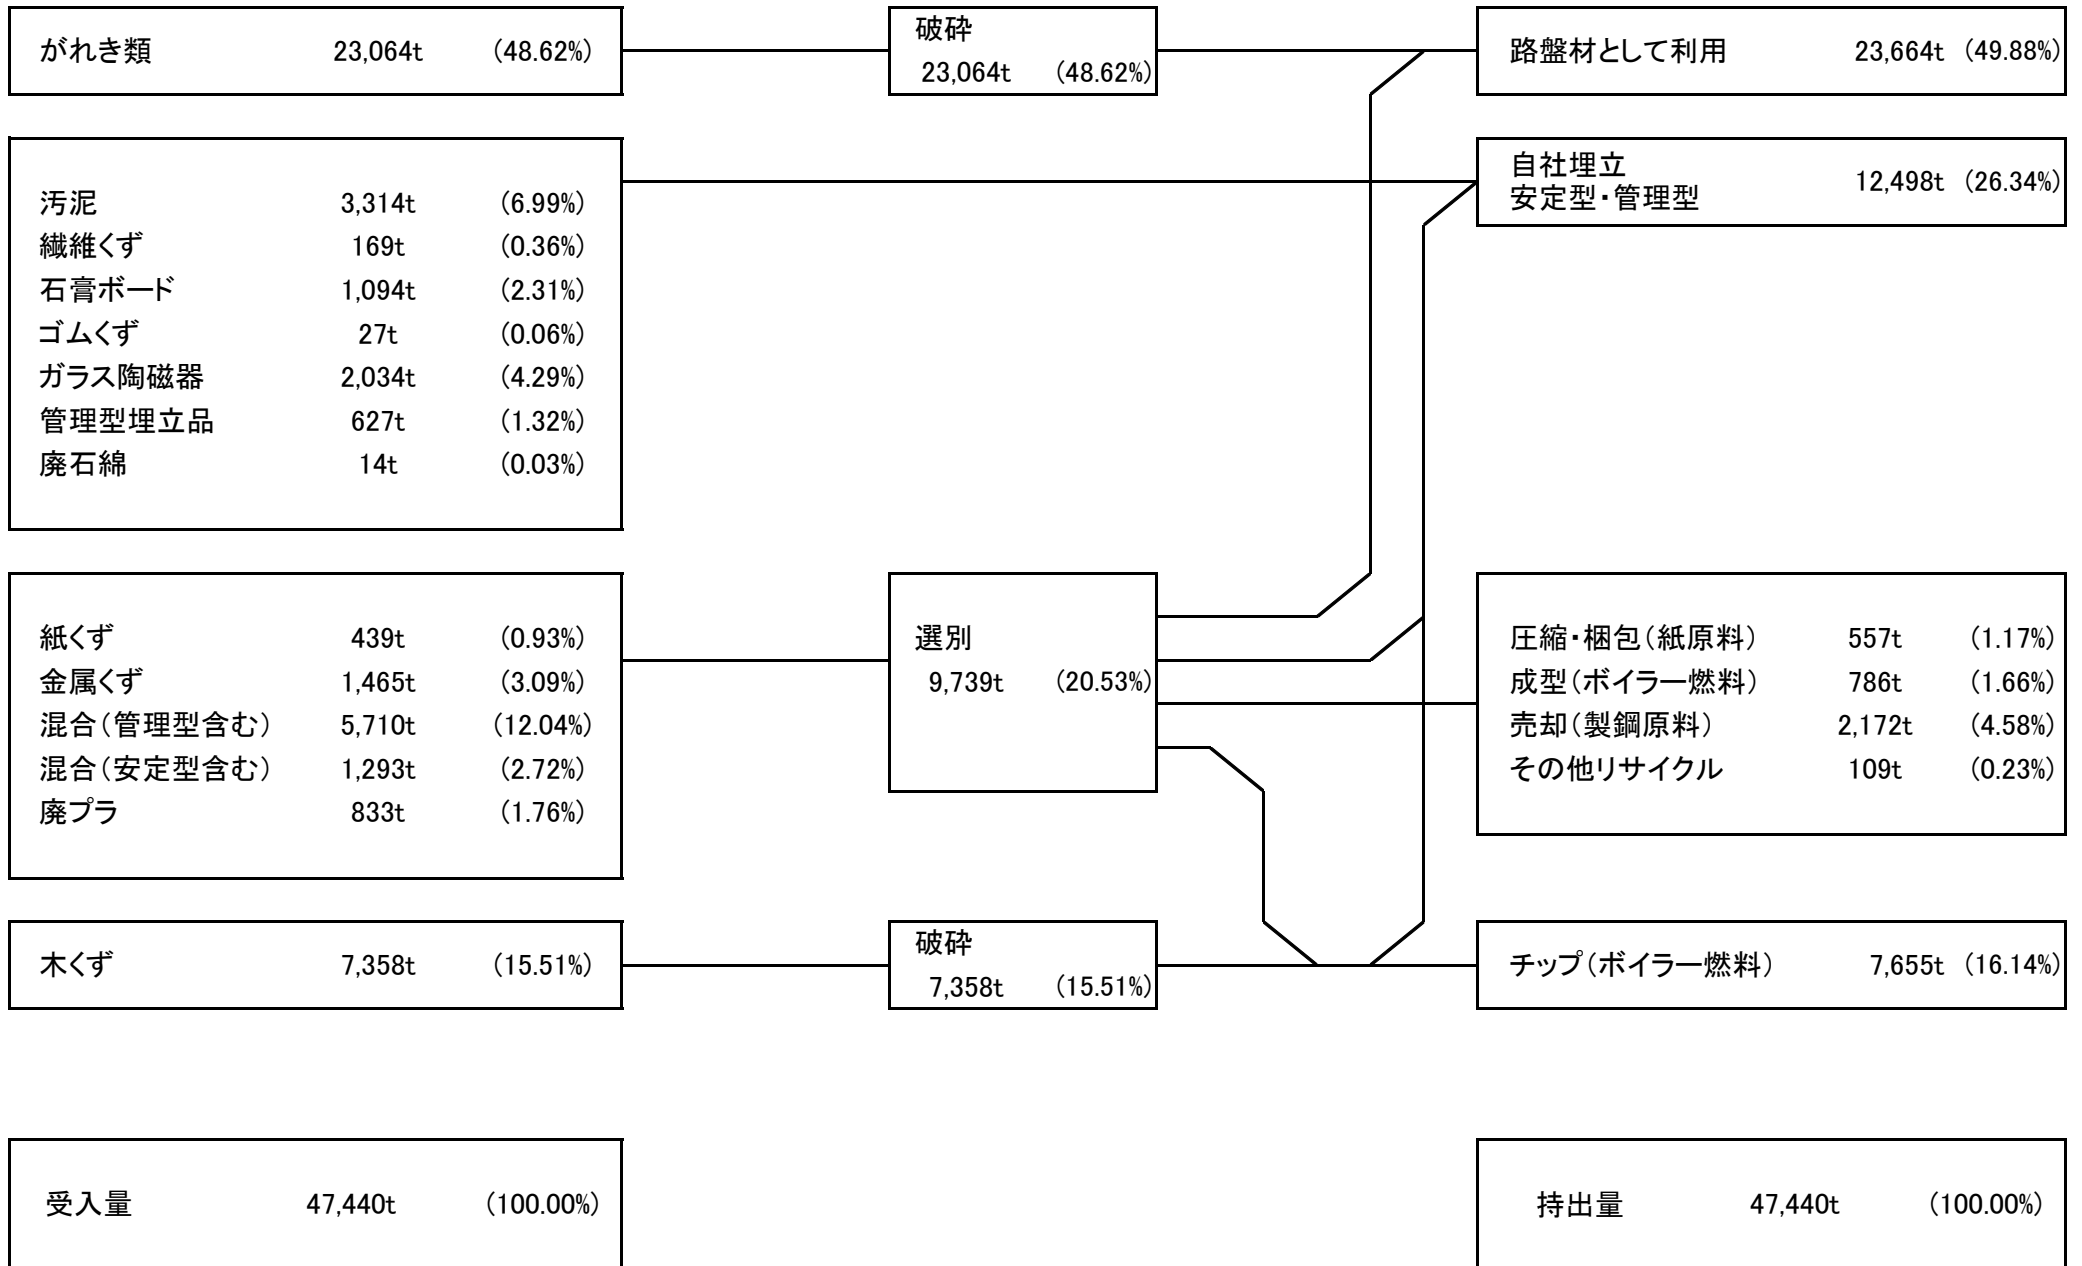 がれき類 23,064t (48.62%)
破砕
23,064t (48.62%)
路盤材として利用 23,664t (49.88%)
汚泥 3,314t (6.99%)
繊維くず 169t (0.36%)
石膏ボード 1,094t (2.31%)
ゴムくず 27t (0.06%)
ガラス陶磁器 2,034t (4.29%)
管理型埋立品 627t (1.32%)
廃石綿 14t (0.03%)
自社埋立
安定型・管理型 12,498t (26.34%)
紙くず 439t (0.93%)
金属くず 1,465t (3.09%)
混合(管理型含む) 5,710t (12.04%)
混合(安定型含む) 1,293t (2.72%)
廃プラ 833t (1.76%)
選別
9,739t (20.53%)
圧縮・梱包(紙原料) 557t (1.17%)
成型(ボイラー燃料) 786t (1.66%)
売却(製鋼原料) 2,172t (4.58%)
その他リサイクル 109t (0.23%)
木くず 7,358t (15.51%)
破砕
7,358t (15.51%)
チップ(ボイラー燃料) 7,655t (16.14%)
受入量 47,440t (100.00%)
持出量 47,440t (100.00%)